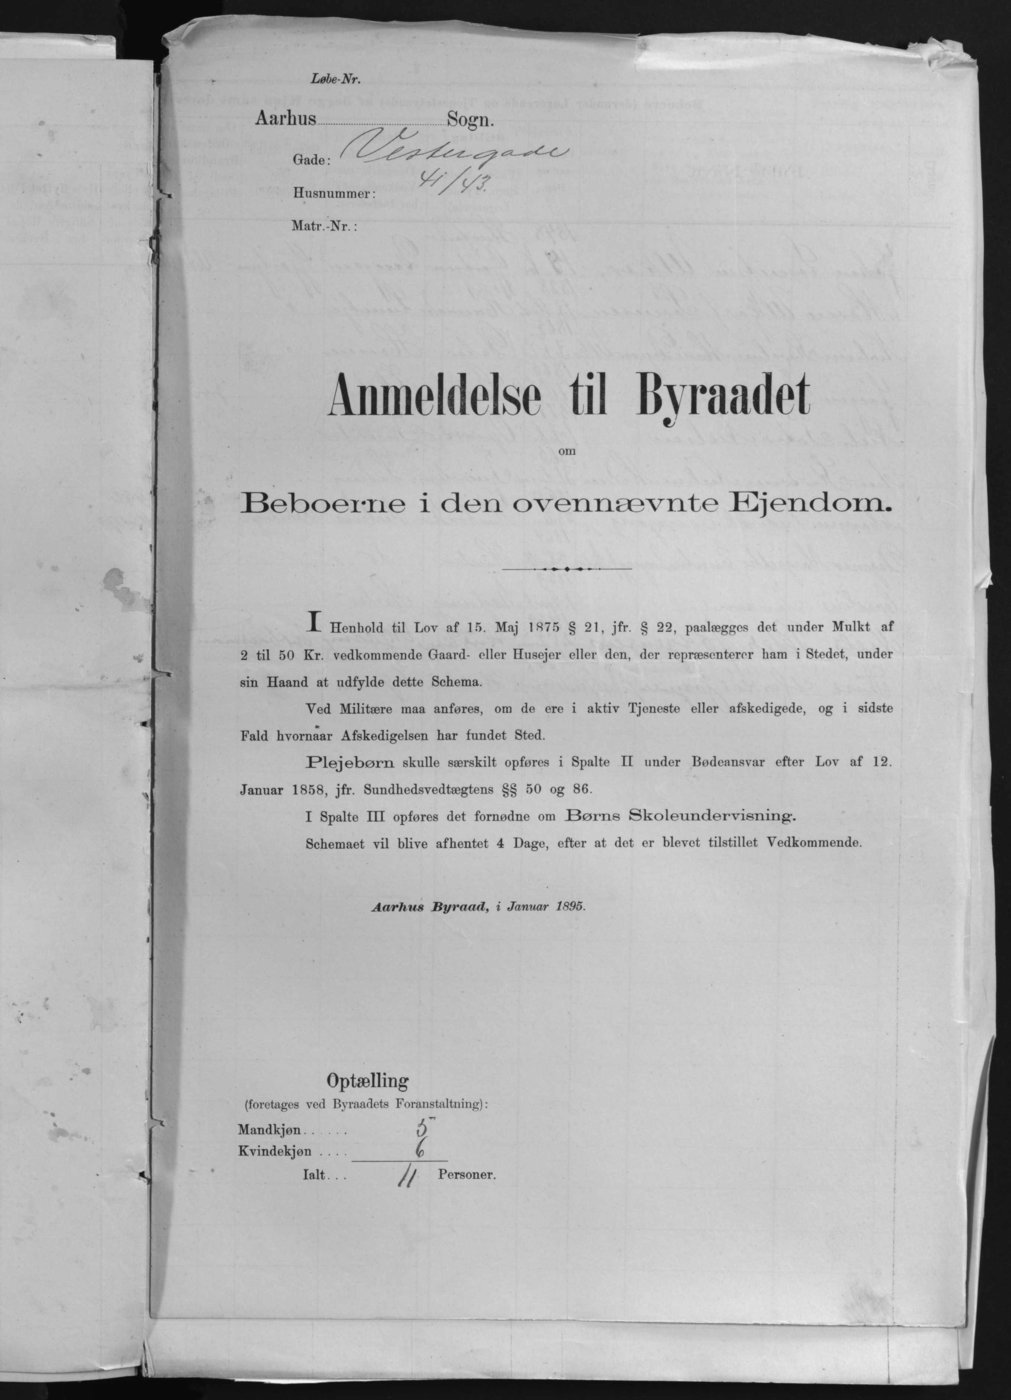 Løbe-Nr.
Aarhus Sogn.
Gade: Vestergade
Husnummer: 41/43.
Matr.-Nr.:
Anmeldelse til Byraadet
om
Beboerne i den ovennævnte Ejendom.
I Henhold til Lov af 15. Maj 1875 § 21, jfr. § 22, paalægges det under Mulkt af
2 til 50 Kr. vedkommende Gaard- eller Husejer eller den, der repræsenterer ham i Stedet, under
sin Haand at udfylde dette Schema.
Ved Militære maa anføres, om de ere i aktiv Tjeneste eller afskedigede, og i sidste
Fald hvornaar Afskedigelsen har fundet Sted.
Plejebørn skulle særskilt opføres i Spalte II under Bødeansvar efter Lov af 12.
Januar 1858, jfr. Sundhedsvedtægtens §§ 50 og 86.
I Spalte III opføres det fornødne om Børns Skoleundervisning.
Schemaet vil blive afhentet 4 Dage, efter at det er blevet tilstillet Vedkommende.
Aarhus Byraad, i Januar 1895.
Optælling
(foretages ved Byraadets Foranstaltning):
Mandkjøn...... 5
Kvindekjøn .... 6
Ialt... 11 Personer.